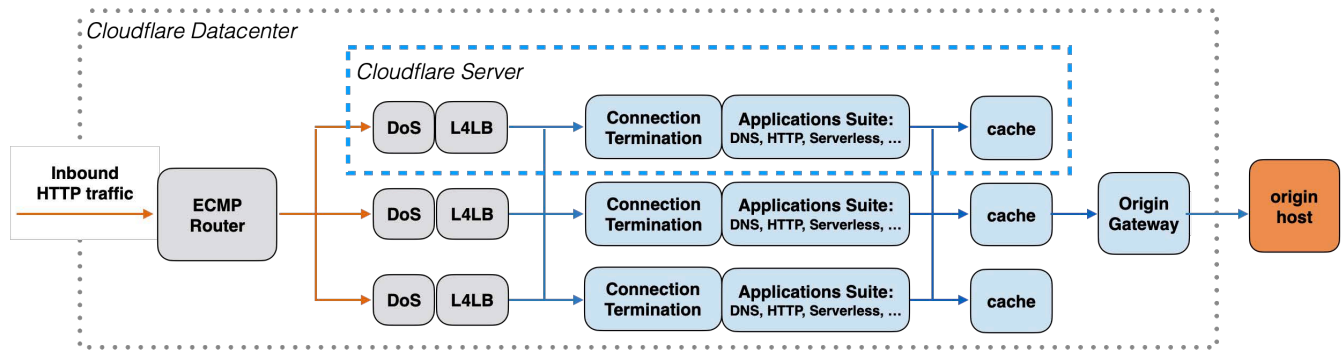 Cloudflare Datacenter
Cloudflare Server
Inbound
HTTP traffic
ECMP
Router
DoS
L4LB
Connection
Termination
Applications Suite:
DNS, HTTP, Serverless, ...
cache
DoS
L4LB
Connection
Termination
Applications Suite:
DNS, HTTP, Serverless, ...
cache
Origin
Gateway
origin
host
DoS
L4LB
Connection
Termination
Applications Suite:
DNS, HTTP, Serverless, ...
cache